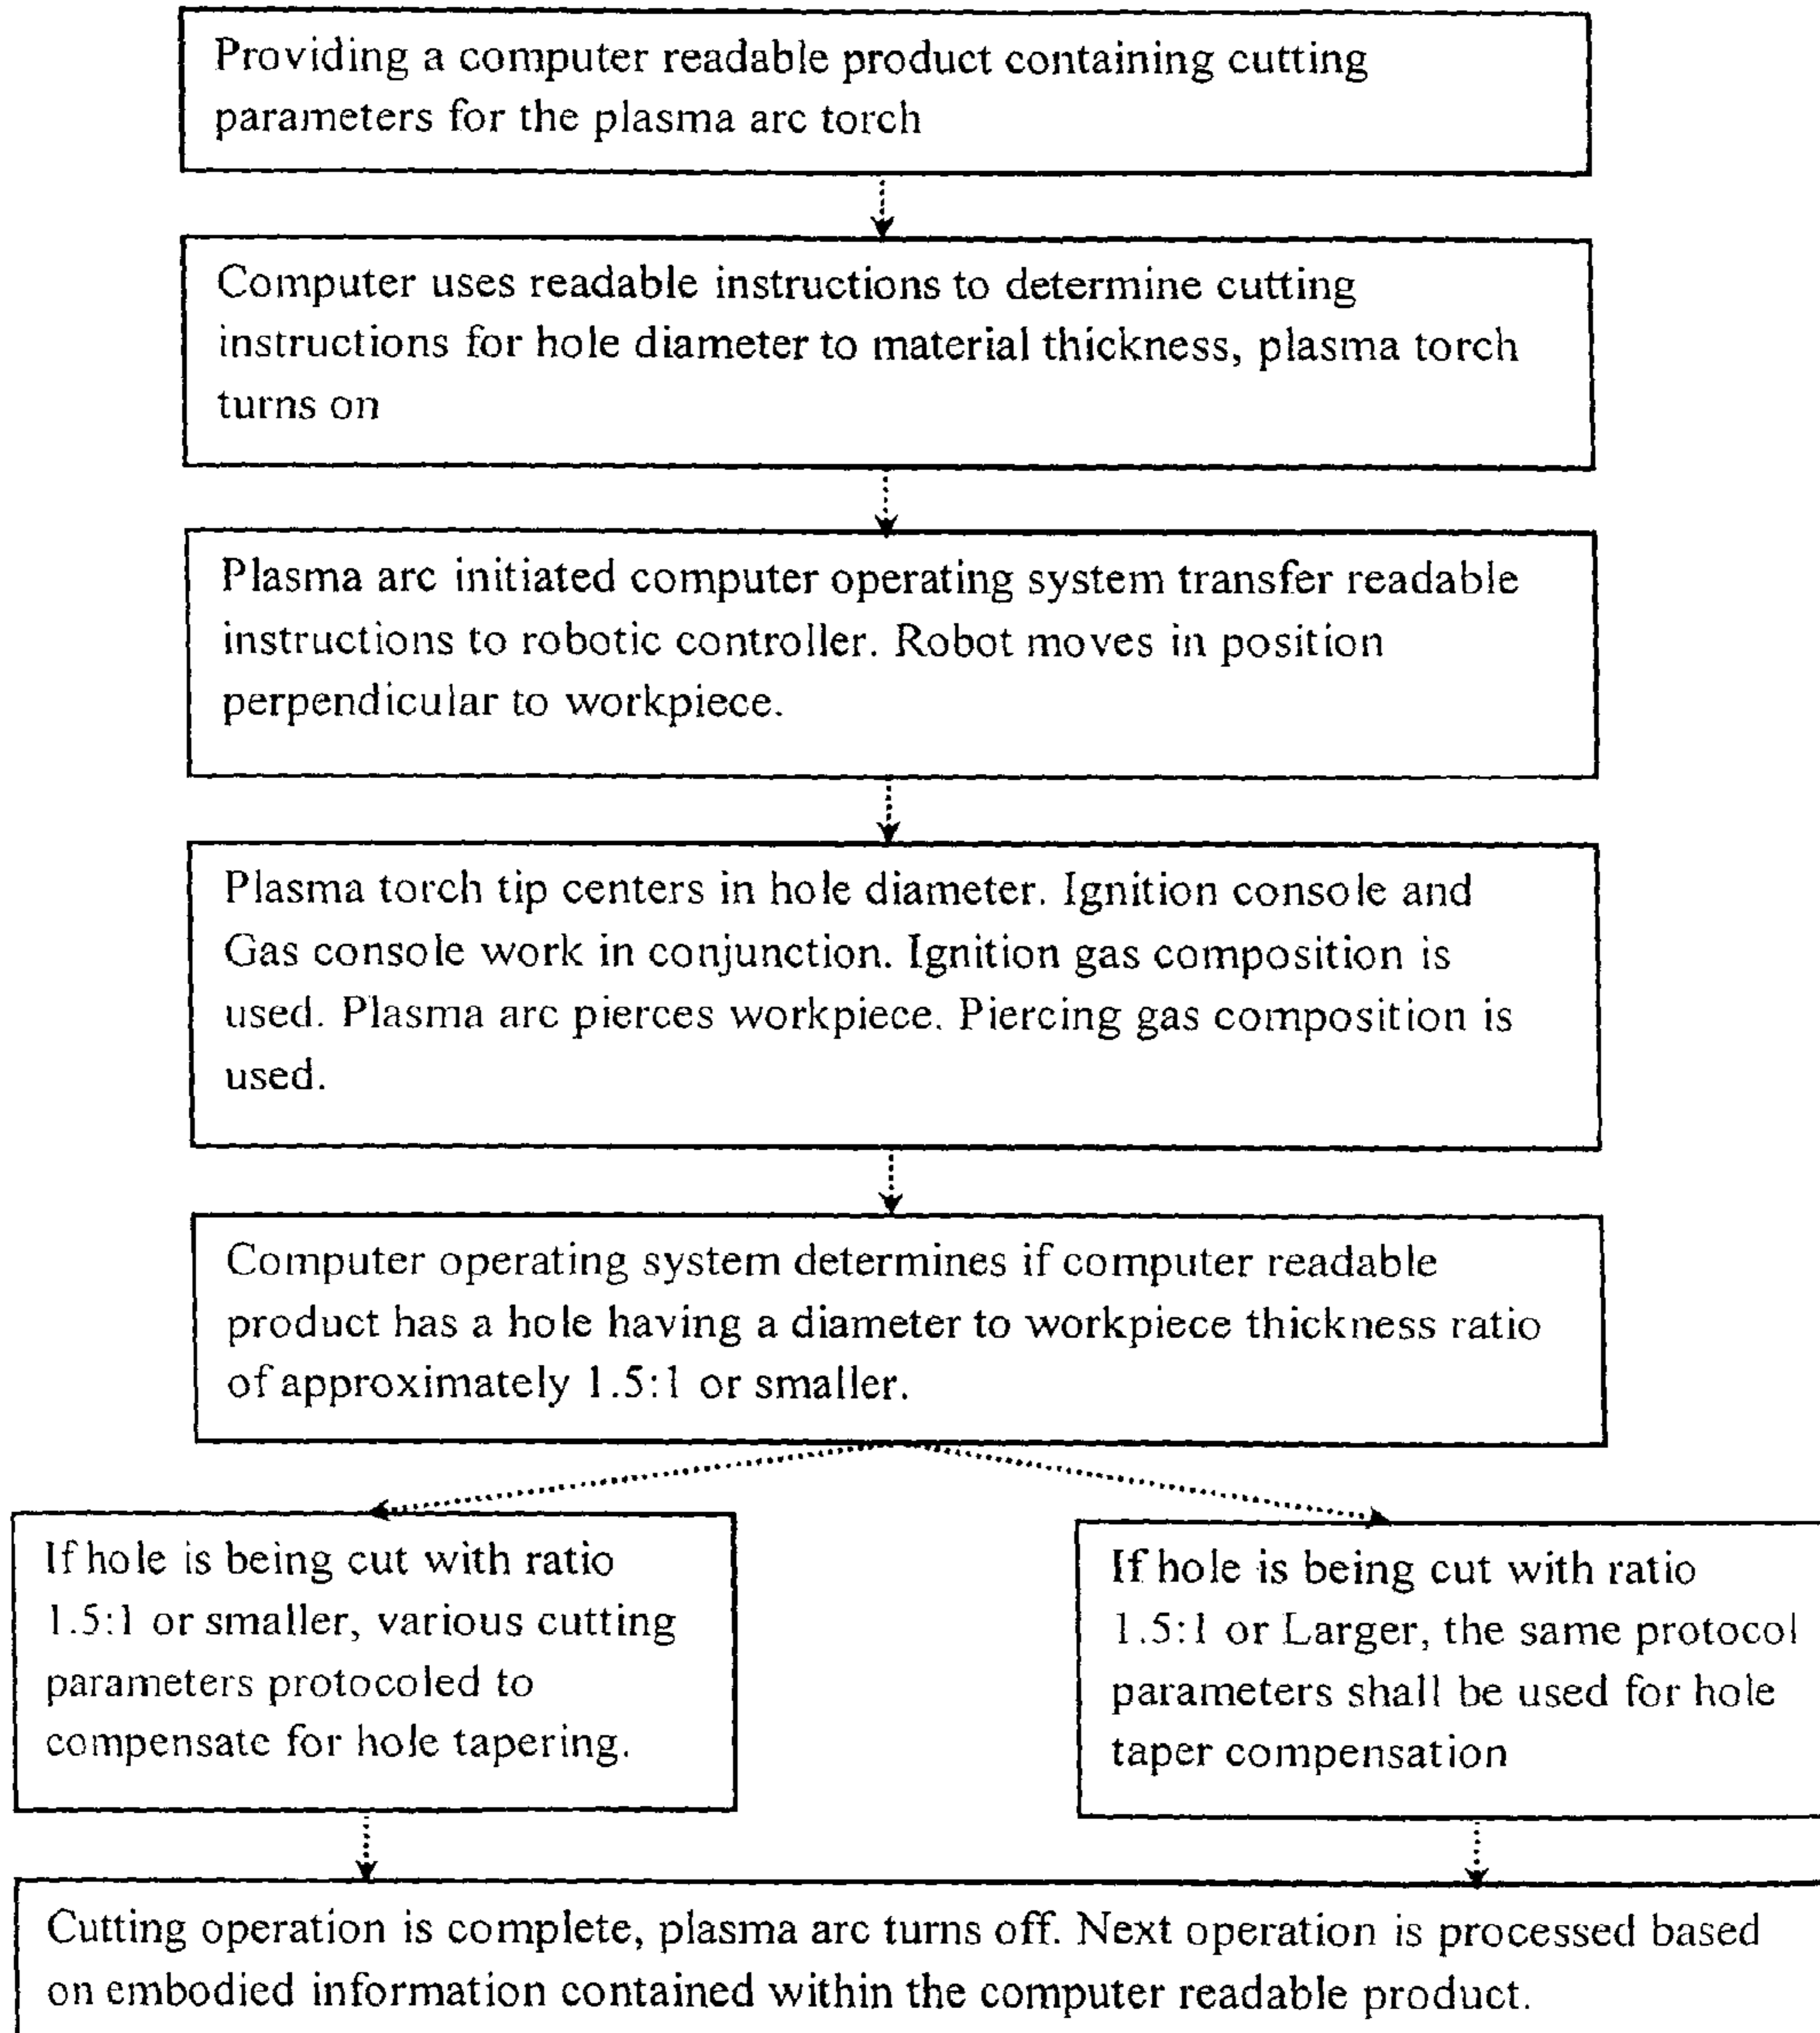 Providing a computer readable product containing cutting
parameters for the plasma arc torch
Computer uses readable instructions to determine cutting
instructions for hole diameter to material thickness, plasma torch
turns on
Plasma arc initiated computer operating system transfer readable
instructions to robotic controller. Robot moves in position
perpendicular to workpiece.
Plasma torch tip centers in hole diameter. Ignition console and
Gas console work in conjunction. Ignition gas composition is
used. Plasma arc pierces workpiece. Piercing gas composition is
used.
Computer operating system determines if computer readable
product has a hole having a diameter to workpiece thickness ratio
of approximately 1.5:1 or smaller.
If hole is being cut with ratio
1.5:1 or smaller, various cutting
parameters protocoled to
compensate for hole tapering.
If hole is being cut with ratio
1.5:1 or Larger, the same protocol
parameters shall be used for hole
taper compensation
Cutting operation is complete, plasma arc turns off. Next operation is processed based
on embodied information contained within the computer readable product.